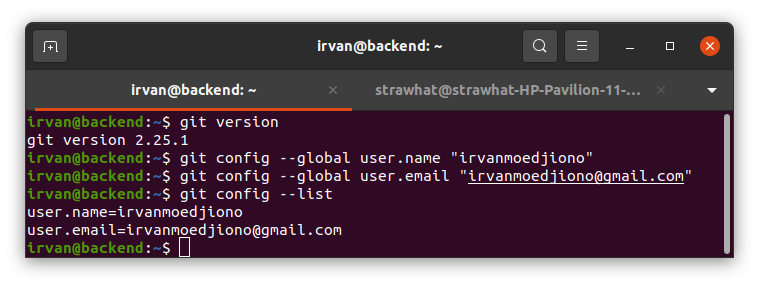 irvan@backend: ~
irvan@backend: ~ × strawhat@strawhat-HP-Pavilion-11-... ×
irvan@backend:~$ git version
git version 2.25.1
irvan@backend:~$ git config --global user.name "irvanmoedjiono"
irvan@backend:~$ git config --global user.email "irvanmoedjiono@gmail.com"
irvan@backend:~$ git config --list
user.name=irvanmoedjiono
user.email=irvanmoedjiono@gmail.com
irvan@backend:~$